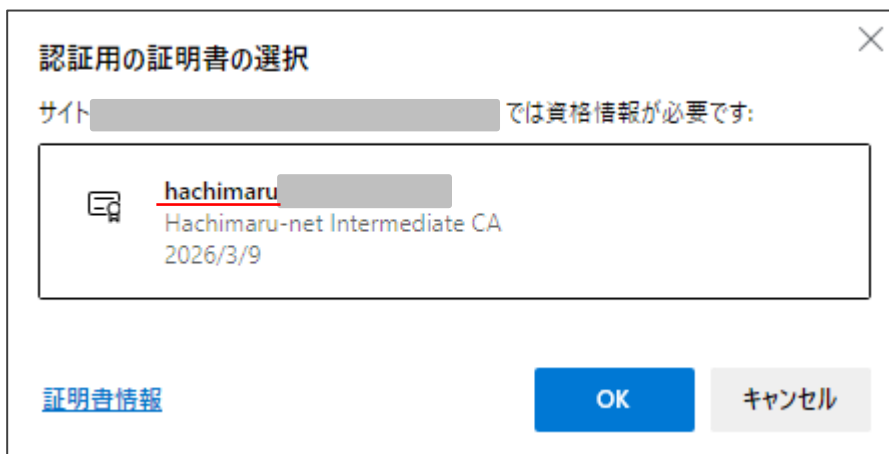 認証用の証明書の選択
サイト では資格情報が必要です:
hachimaru
Hachimaru-net Intermediate CA
2026/3/9
証明書情報
OK
キャンセル